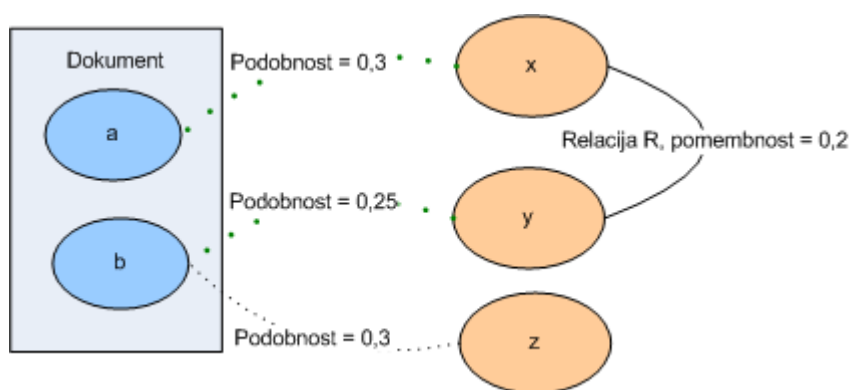 Dokument
Podobnost = 0,3
x
a
Relacija R, pomembnost = 0,2
Podobnost = 0,25
y
b
Podobnost = 0,3
z